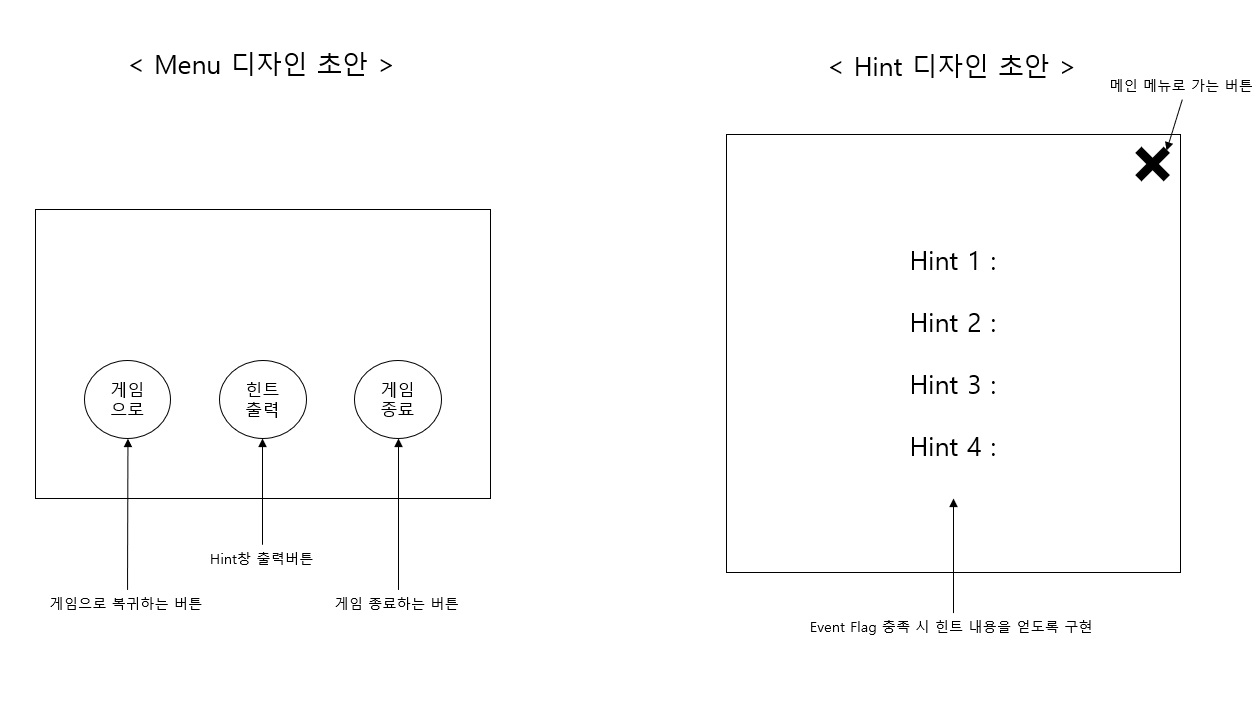 < Menu 디자인 초안 >
게임
으로
힌트
출력
게임
종료
Hint창 출력버튼
게임으로 복귀하는 버튼
게임 종료하는 버튼
< Hint 디자인 초안 >
메인 메뉴로 가는 버튼
Hint 1 :
Hint 2 :
Hint 3 :
Hint 4 :
Event Flag 충족 시 힌트 내용을 얻도록 구현